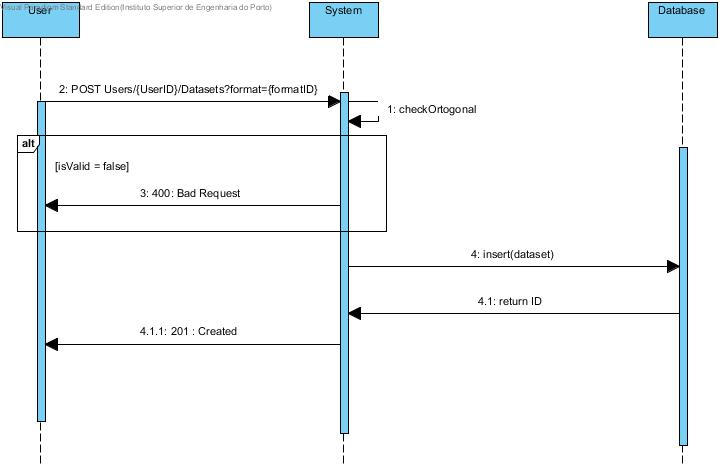 Visual Paradigm Standard Edition(Instituto Superior de Engenharia do Porto)
User
System
Database
2: POST Users/{UserID}/Datasets?format={formatID}
1: checkOrtogonal
alt
[isValid = false]
3: 400: Bad Request
4: insert(dataset)
4.1: return ID
4.1.1: 201 : Created